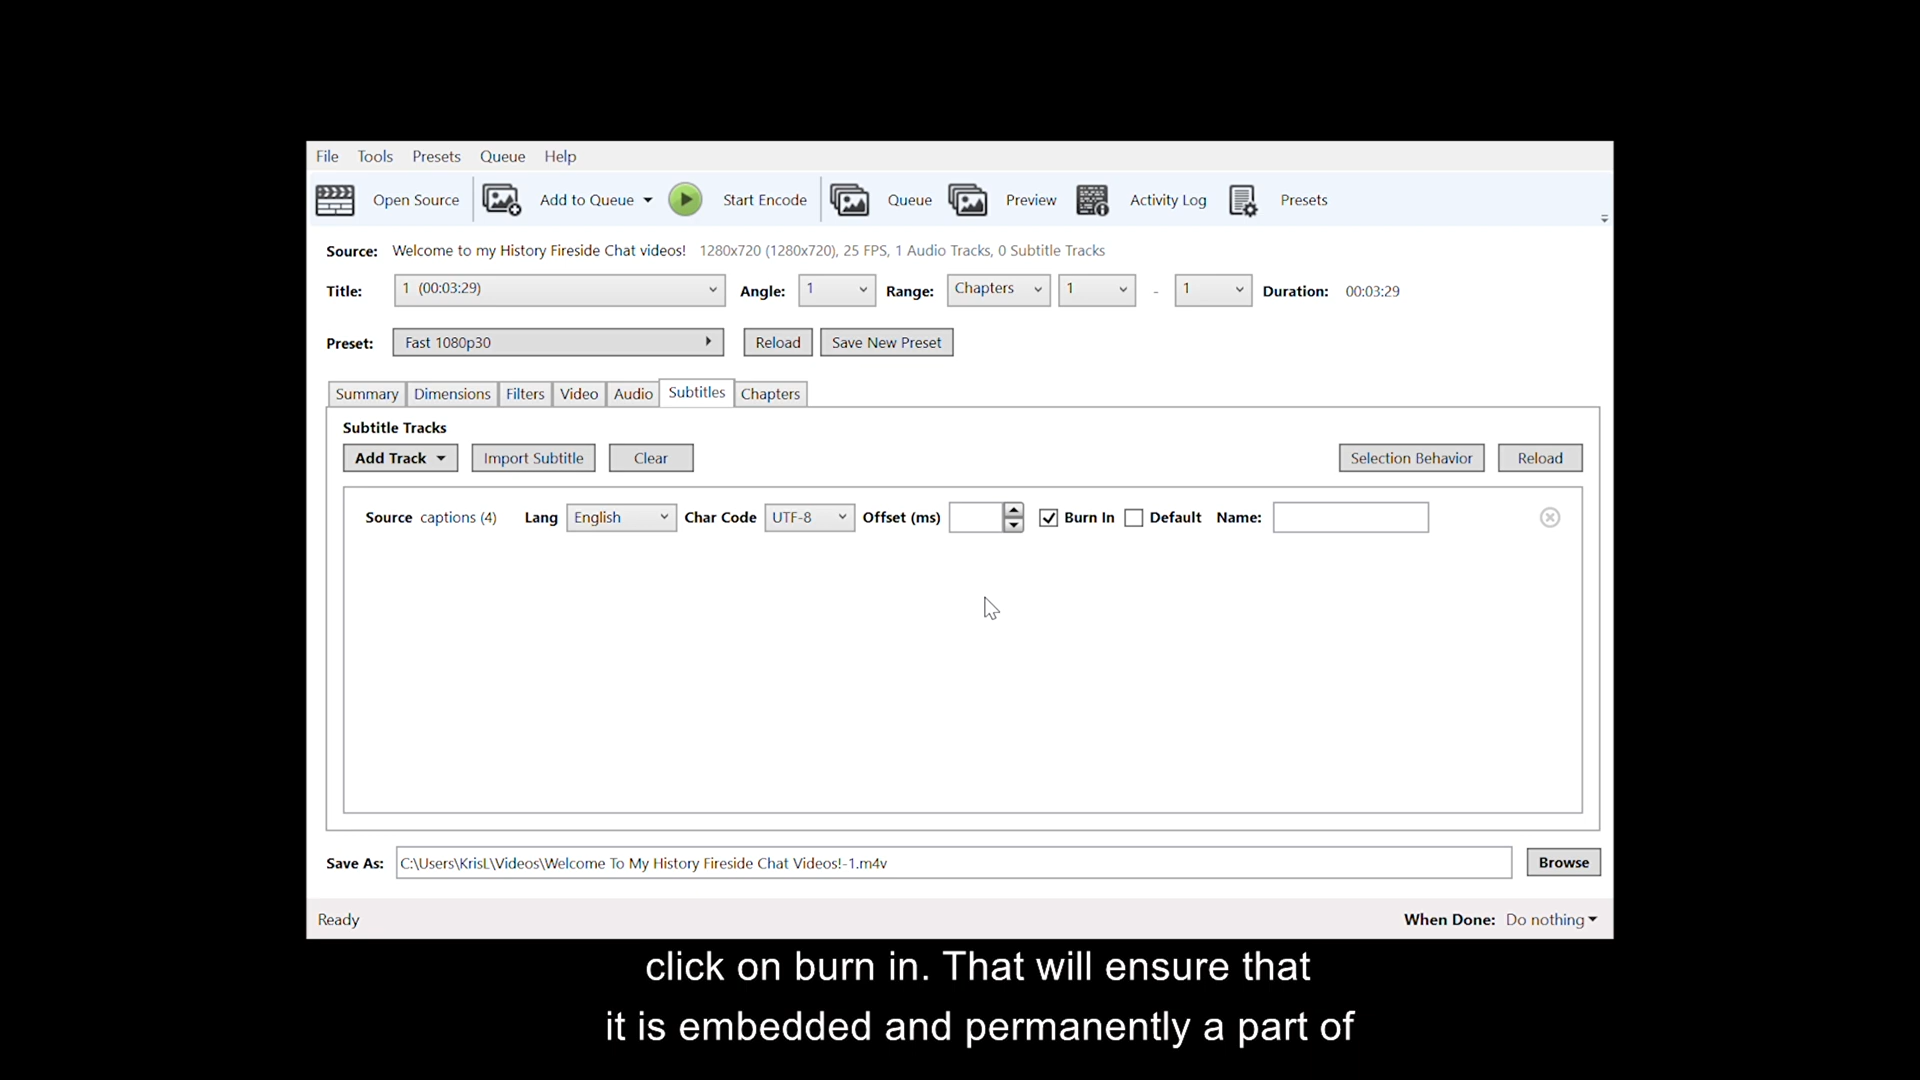 File Tools Presets Queue Help
Open Source Add to Queue Start Encode Queue Preview Activity Log Presets
Source: Welcome to my History Fireside Chat videos! 1280x720 (1280x720), 25 FPS, 1 Audio Tracks, 0 Subtitle Tracks
Title: 1 (00:03:29) Angle: 1 Range: Chapters 1 - 1 Duration: 00:03:29
Preset: Fast 1080p30 Reload Save New Preset
Summary Dimensions Filters Video Audio Subtitles Chapters
Subtitle Tracks
Add Track Import Subtitle Clear Selection Behavior Reload
Source captions (4) Lang English Char Code UTF-8 Offset (ms) Burn In Default Name:
Save As: C:\Users\KrisL\Videos\Welcome To My History Fireside Chat Videos!-1.m4v Browse
Ready When Done: Do nothing
click on burn in. That will ensure that
it is embedded and permanently a part of